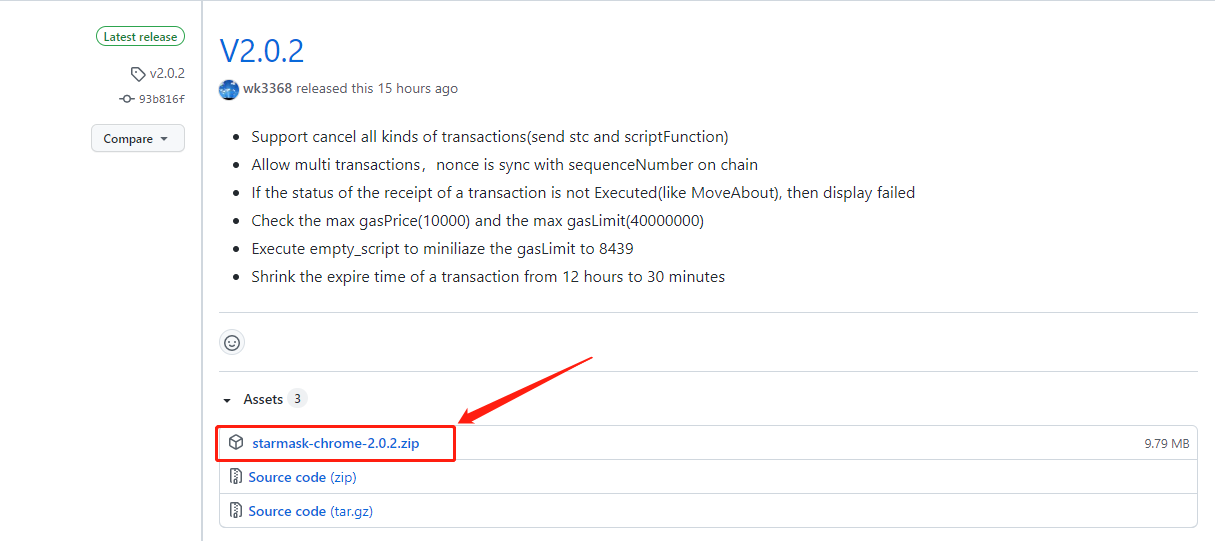 Latest release
v2.0.2
93b816f
Compare
V2.0.2
wk3368 released this 15 hours ago
Support cancel all kinds of transactions(send stc and scriptFunction)
Allow multi transactions，nonce is sync with sequenceNumber on chain
If the status of the receipt of a transaction is not Executed(like MoveAbout), then display failed
Check the max gasPrice(10000) and the max gasLimit(40000000)
Execute empty_script to miniliaze the gasLimit to 8439
Shrink the expire time of a transaction from 12 hours to 30 minutes
Assets 3
starmask-chrome-2.0.2.zip 9.79 MB
Source code (zip)
Source code (tar.gz)